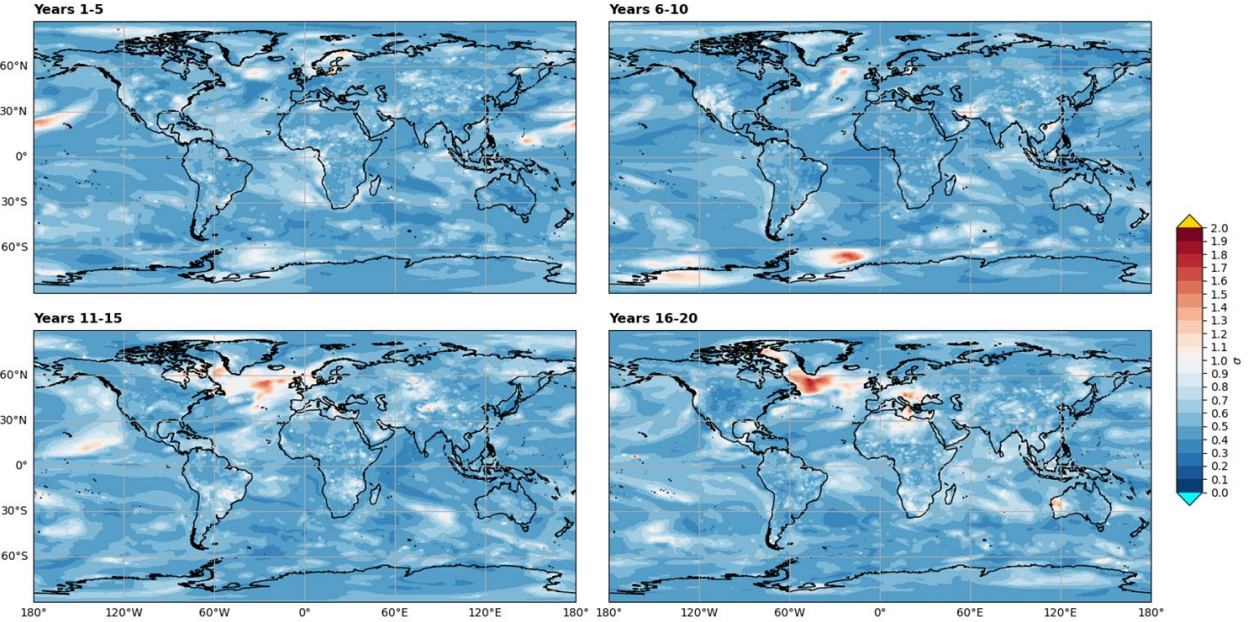 Years 1-5
Years 6-10
60°N
30°N
0°
30°S
60°S
Years 11-15
Years 16-20
60°N
30°N
0°
30°S
60°S
180° 120°W 60°W 0° 60°E 120°E 180°
180° 120°W 60°W 0° 60°E 120°E 180°
2.0
1.9
1.8
1.7
1.6
1.5
1.4
1.3
1.2
1.1
1.0
0.9
0.8
0.7
0.6
0.5
0.4
0.3
0.2
0.1
0.0
σ